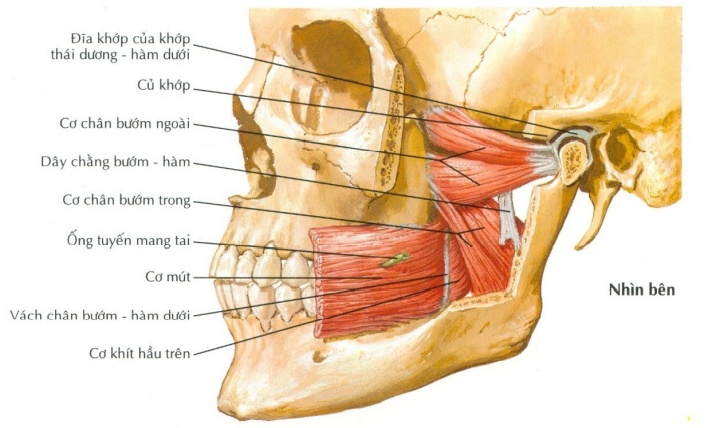 Đĩa khớp của khớp
thái dương - hàm dưới
Củ khớp
Cơ chân bướm ngoài
Dây chằng bướm - hàm
Cơ chân bướm trong
Ống tuyến mang tai
Cơ mút
Vách chân bướm - hàm dưới
Cơ khít hầu trên
Nhìn bên